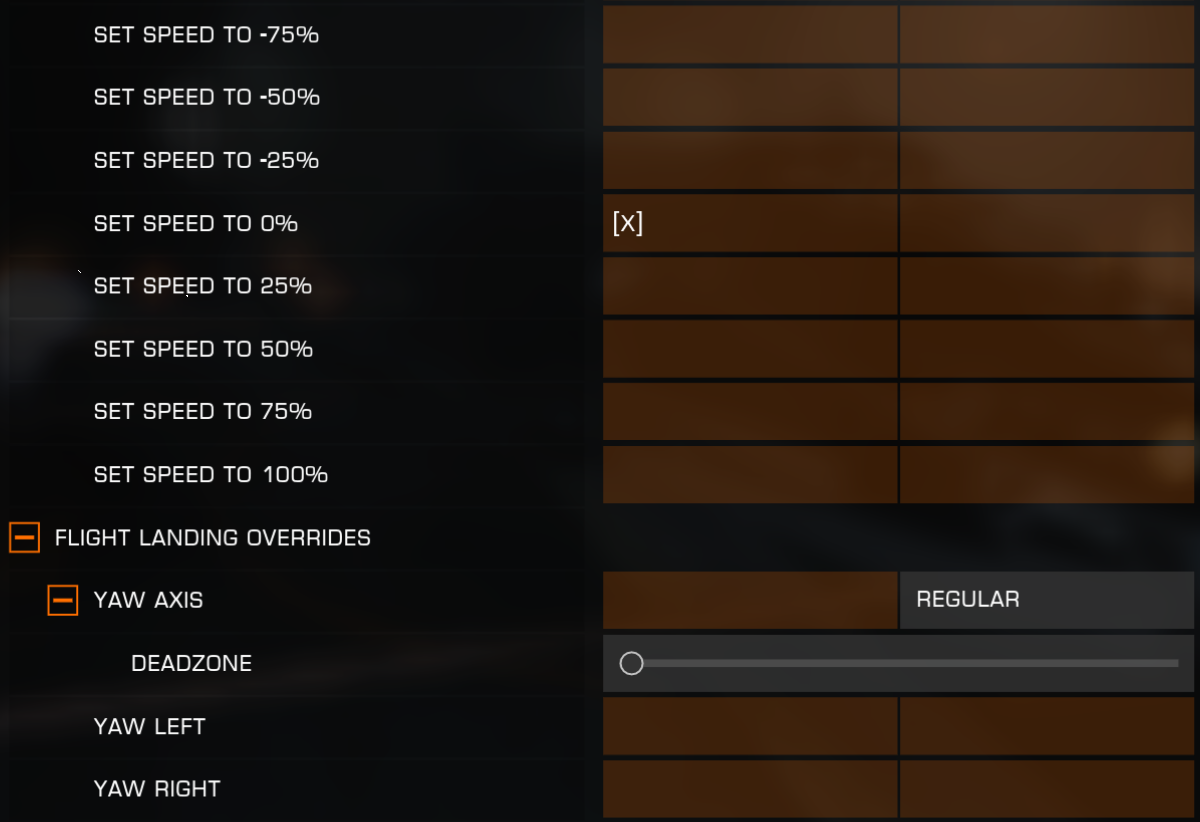 SET SPEED TO -75%
SET SPEED TO -50%
SET SPEED TO -25%
SET SPEED TO 0% [X]
SET SPEED TO 25%
SET SPEED TO 50%
SET SPEED TO 75%
SET SPEED TO 100%
FLIGHT LANDING OVERRIDES
YAW AXIS REGULAR
DEADZONE
YAW LEFT
YAW RIGHT